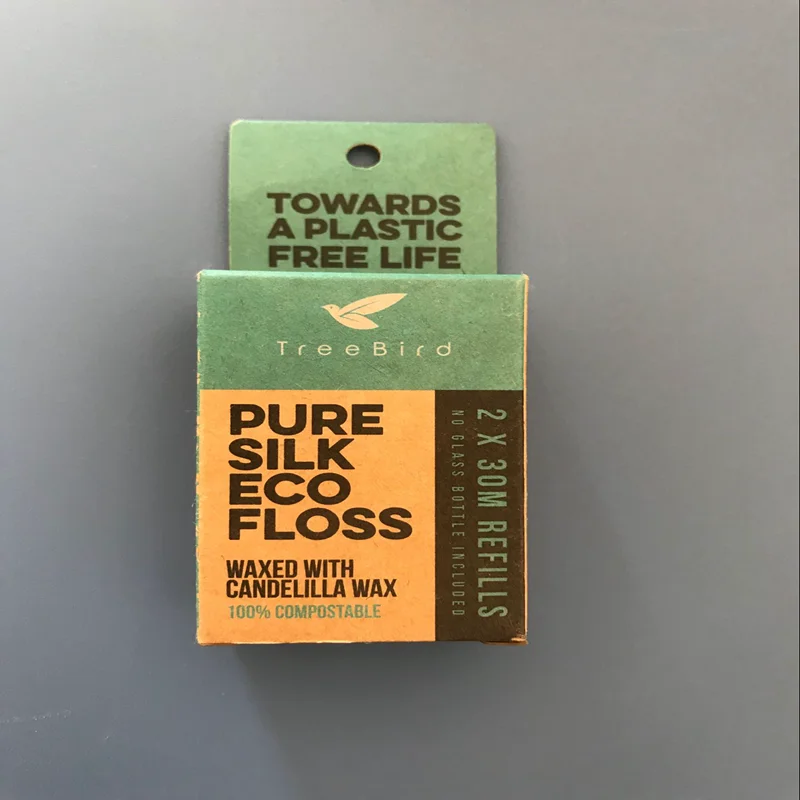 TOWARDS
A PLASTIC
FREE LIFE
TreeBird
PURE
SILK
ECO
FLOSS
WAXED WITH
CANDELILLA WAX
100% COMPOSTABLE
2 X 30M REFILLS
NO GLASS BOTTLE INCLUDED